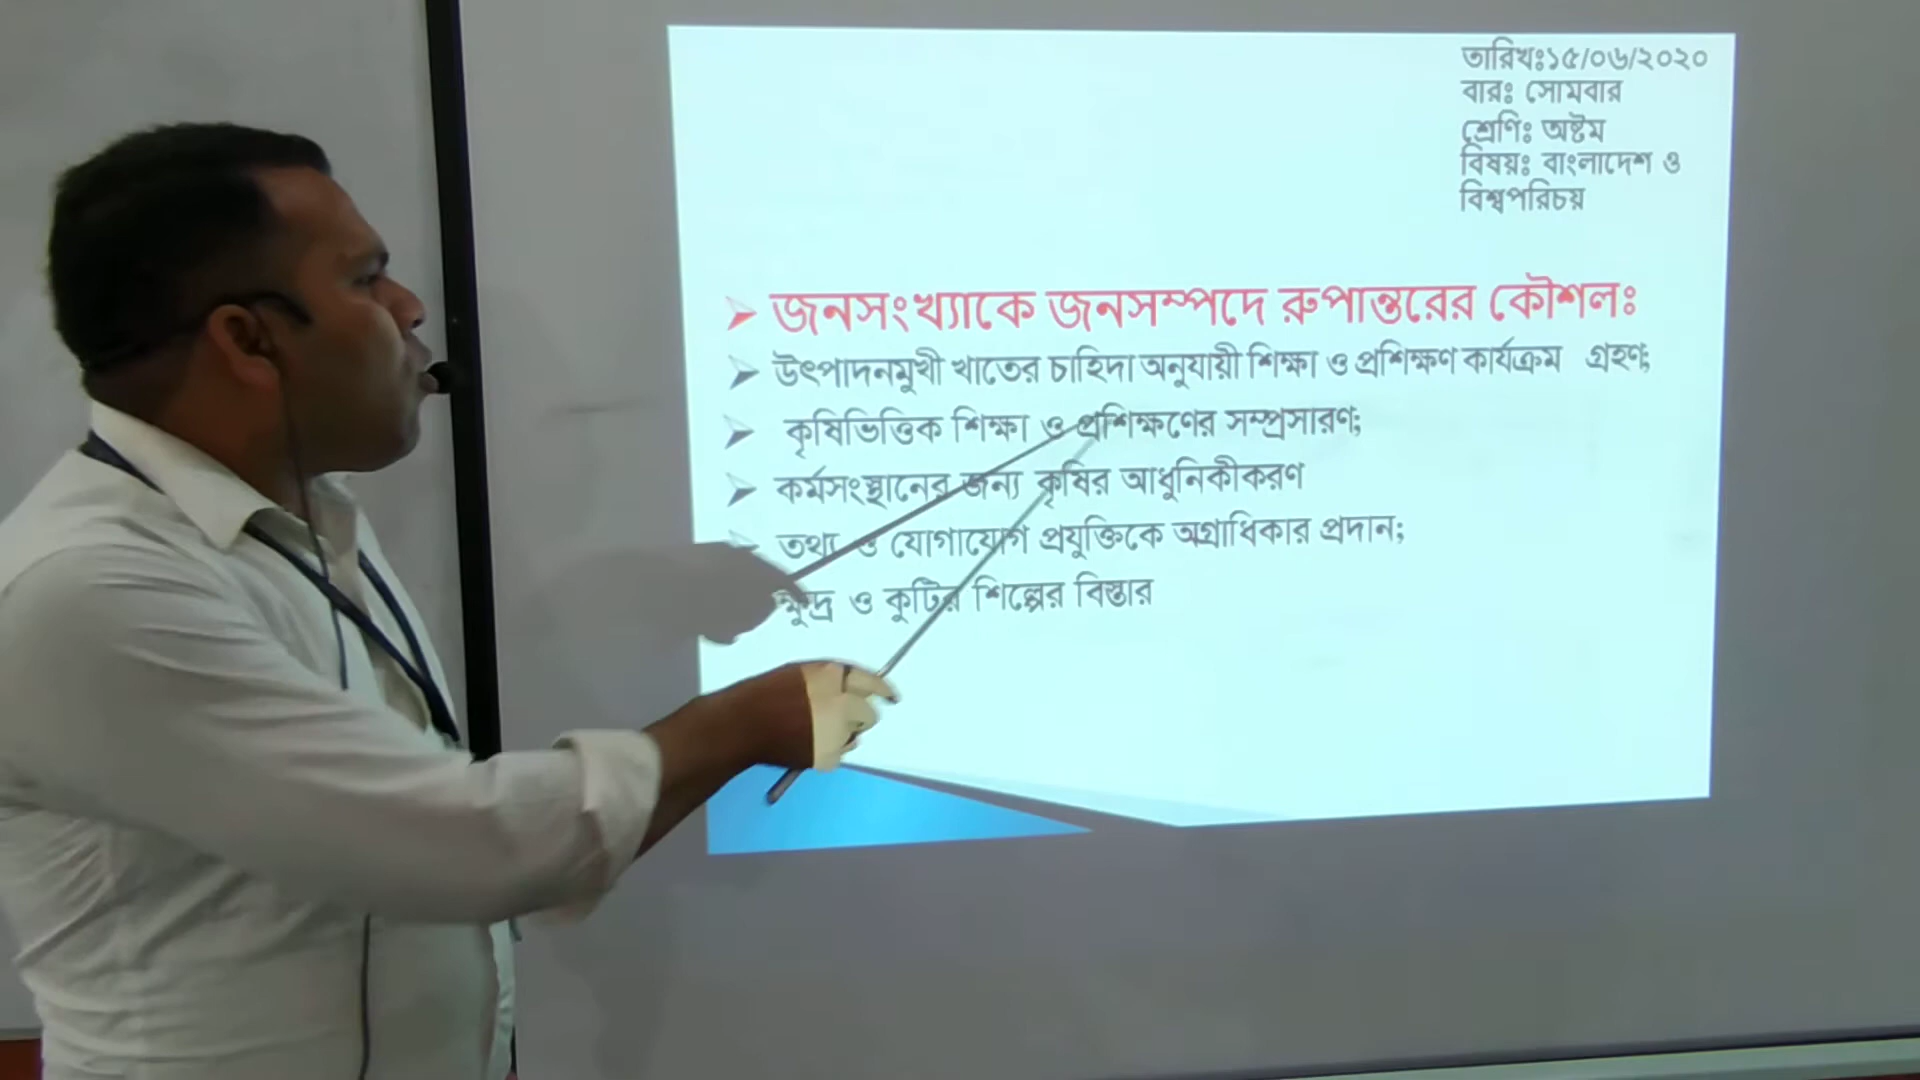 তারিখঃ১৫/০৬/২০২০
বারঃ সোমবার
শ্রেণিঃ অষ্টম
বিষয়ঃ বাংলাদেশ ও
বিশ্বপরিচয়
জনসংখ্যাকে জনসম্পদে রুপান্তরের কৌশলঃ
উৎপাদনমুখী খাতের চাহিদা অনুযায়ী শিক্ষা ও প্রশিক্ষণ কার্যক্রম গ্রহণ;
কৃষিভিত্তিক শিক্ষা ও প্রশিক্ষণের সম্প্রসারণ;
কর্মসংস্থানের জন্য কৃষির আধুনিকীকরণ
তথ্য ও যোগাযোগ প্রযুক্তিকে অগ্রাধিকার প্রদান;
ক্ষুদ্র ও কুটির শিল্পের বিস্তার